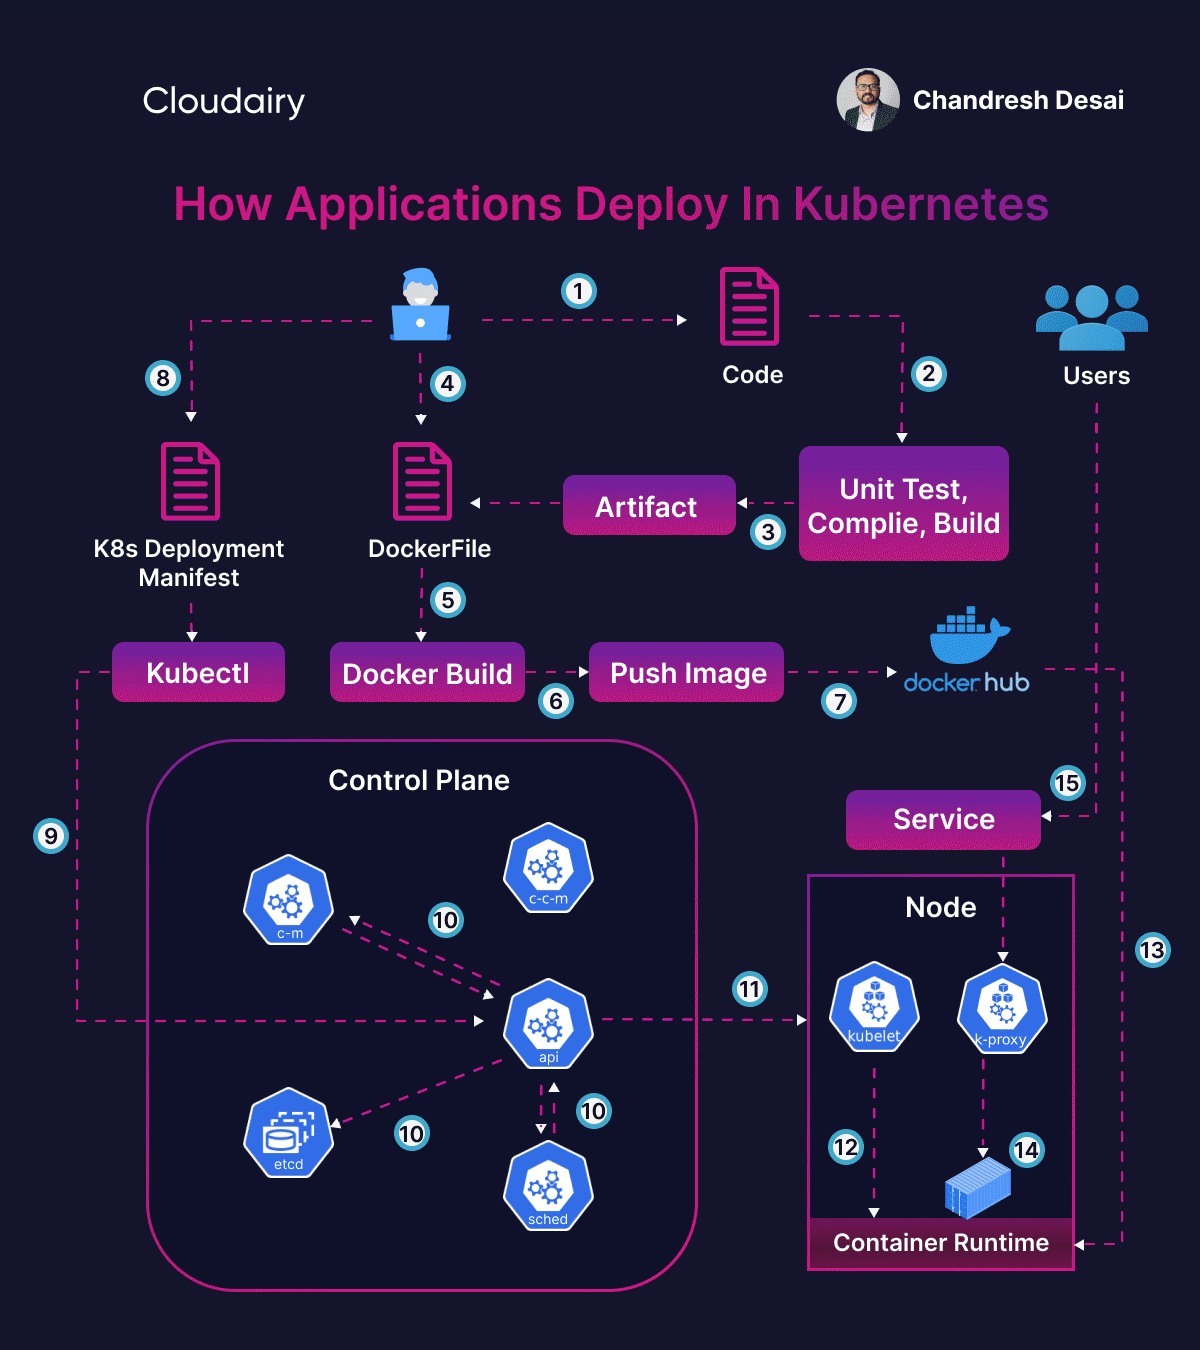 Cloudairy
Chandresh Desai
How Applications Deploy In Kubernetes
1
Code
Users
8
4
2
Unit Test,
Complie, Build
Artifact
3
K8s Deployment
Manifest
DockerFile
5
Kubectl
Docker Build
6
Push Image
7
docker hub
Control Plane
9
15
Service
c-c-m
c-m
10
Node
13
11
api
kubelet
k-proxy
10
10
etcd
sched
12
14
Container Runtime